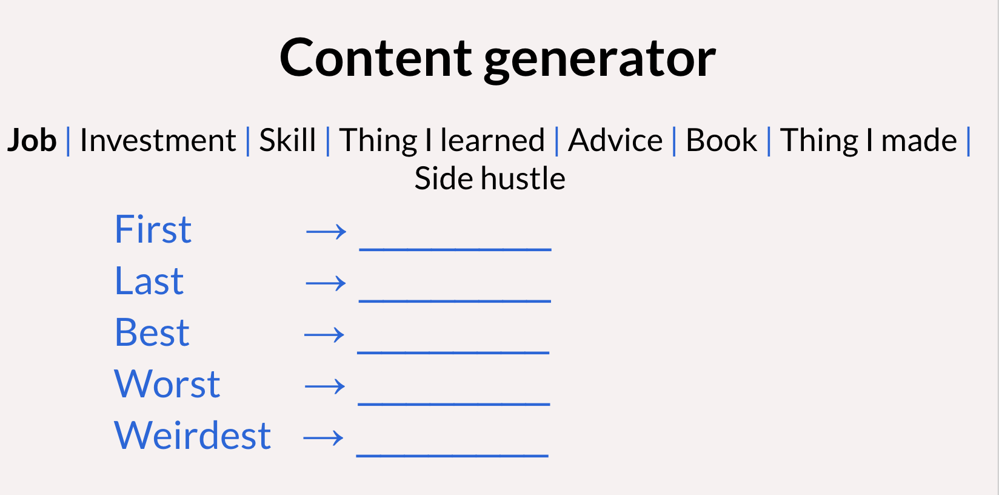 Content generator
Job | Investment | Skill | Thing I learned | Advice | Book | Thing I made |
Side hustle
First → __________
Last → __________
Best → __________
Worst → __________
Weirdest → __________